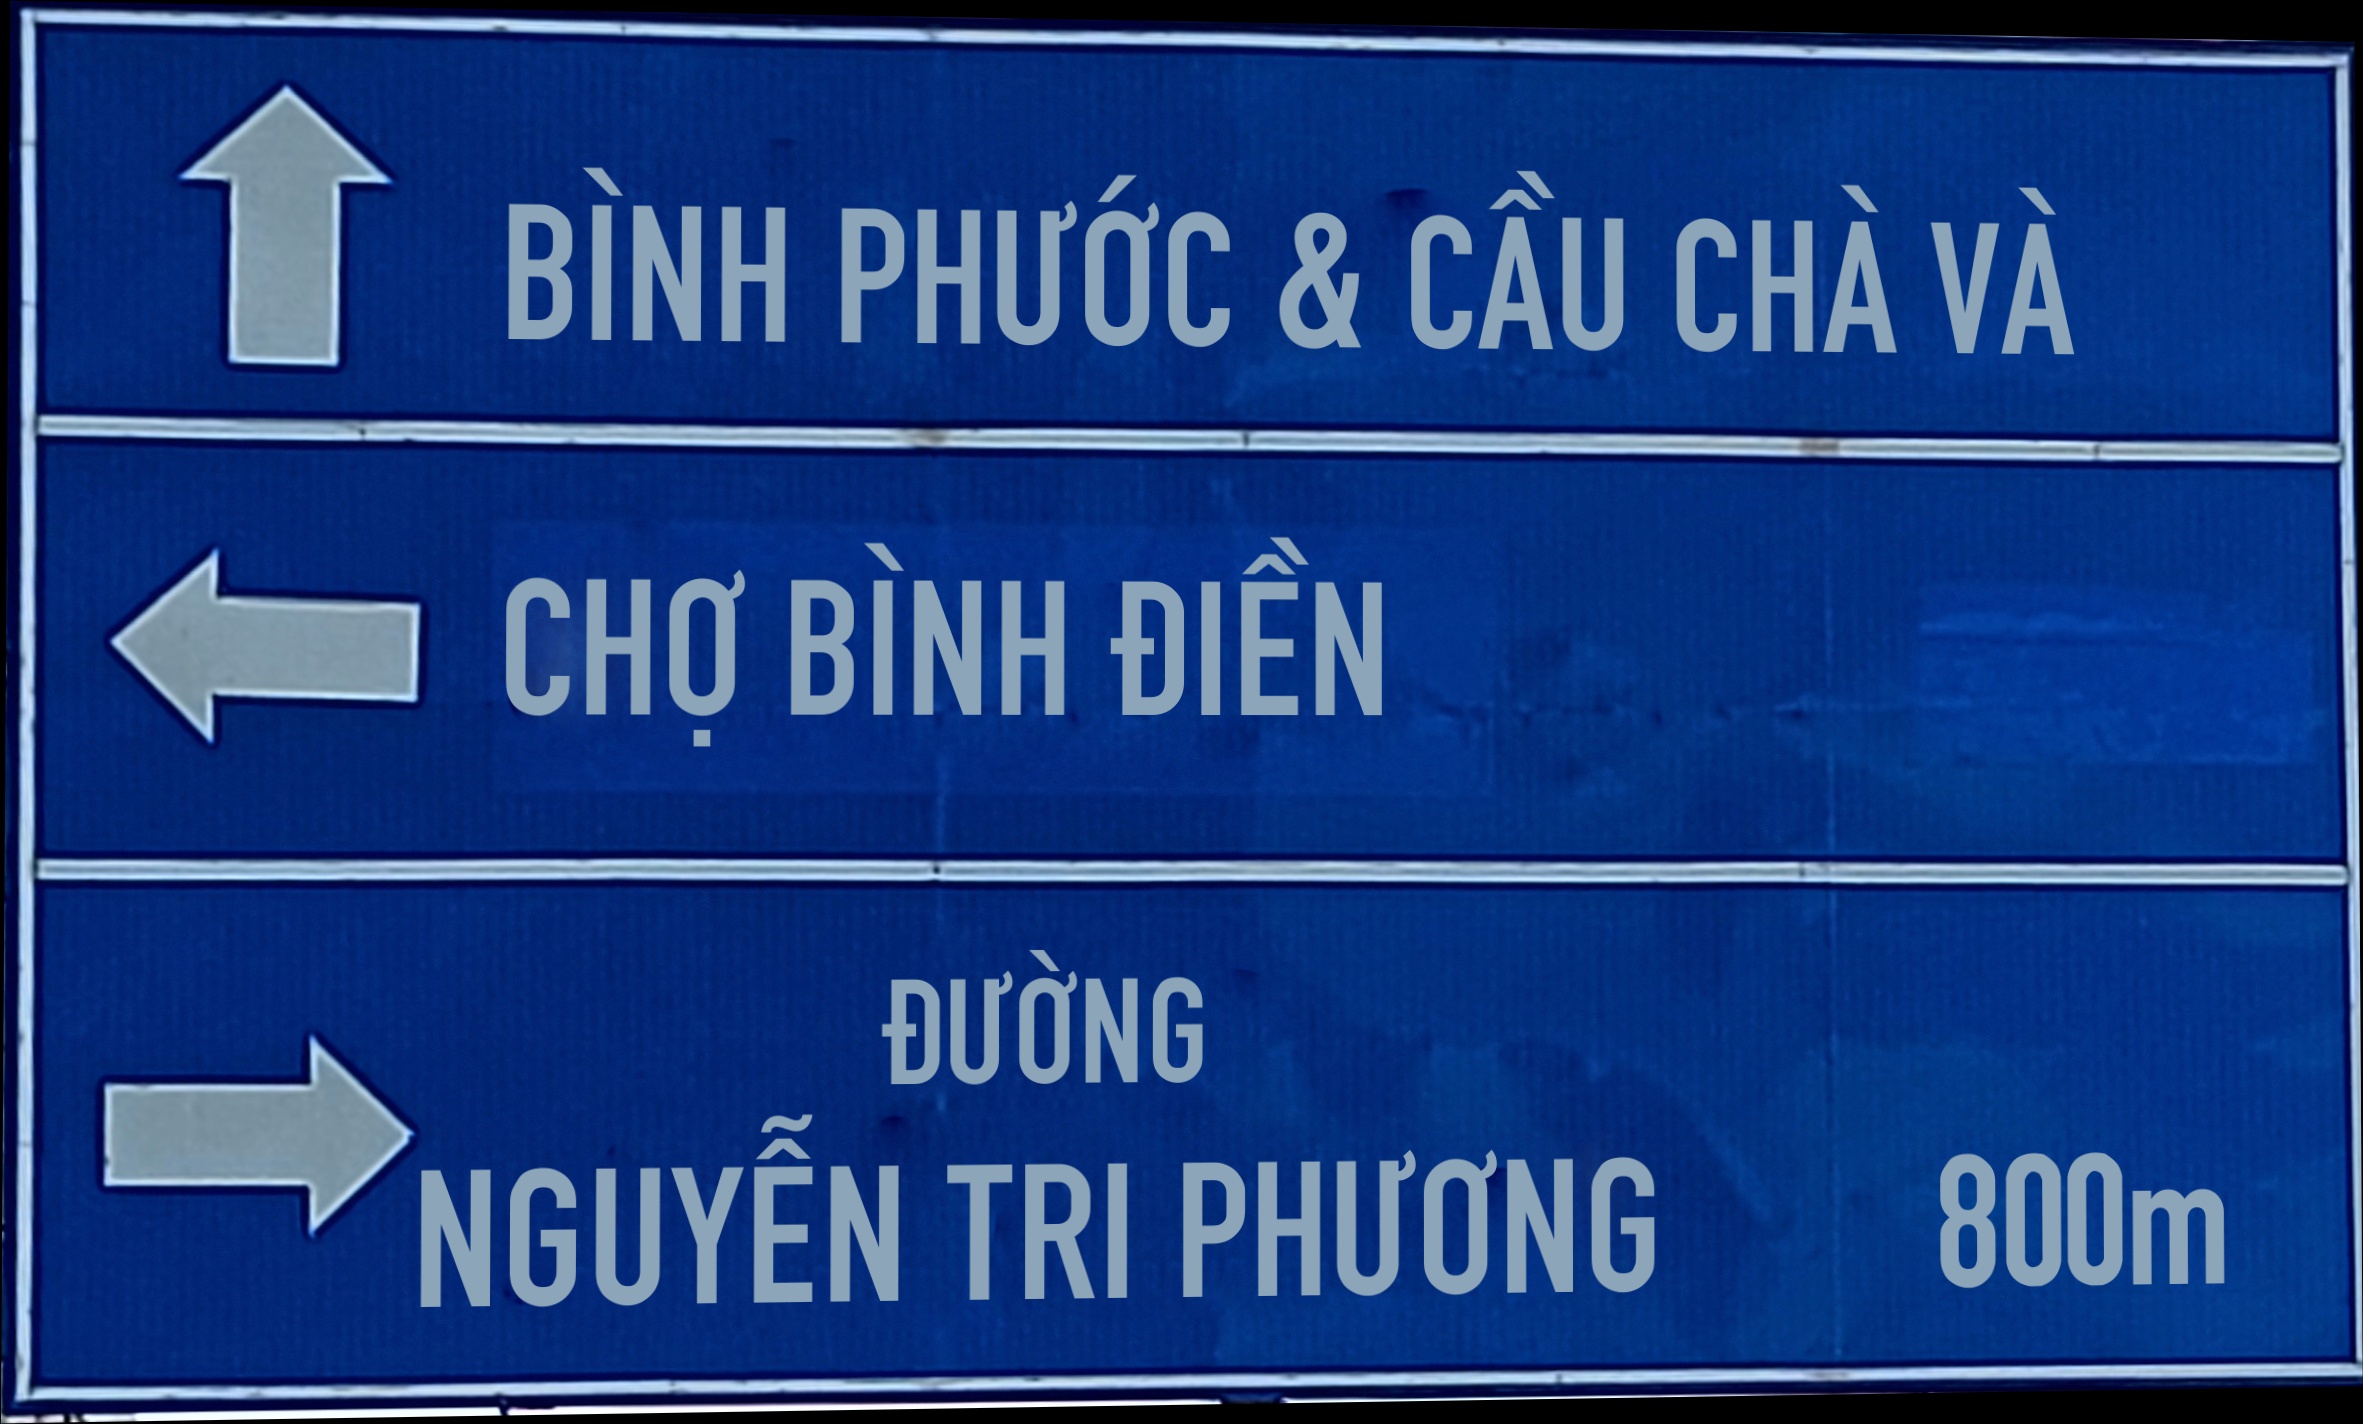 BÌNH PHƯỚC & CẦU CHÀ VÀ
CHỢ BÌNH ĐIỀN
ĐƯỜNG
NGUYỄN TRI PHƯƠNG 800m